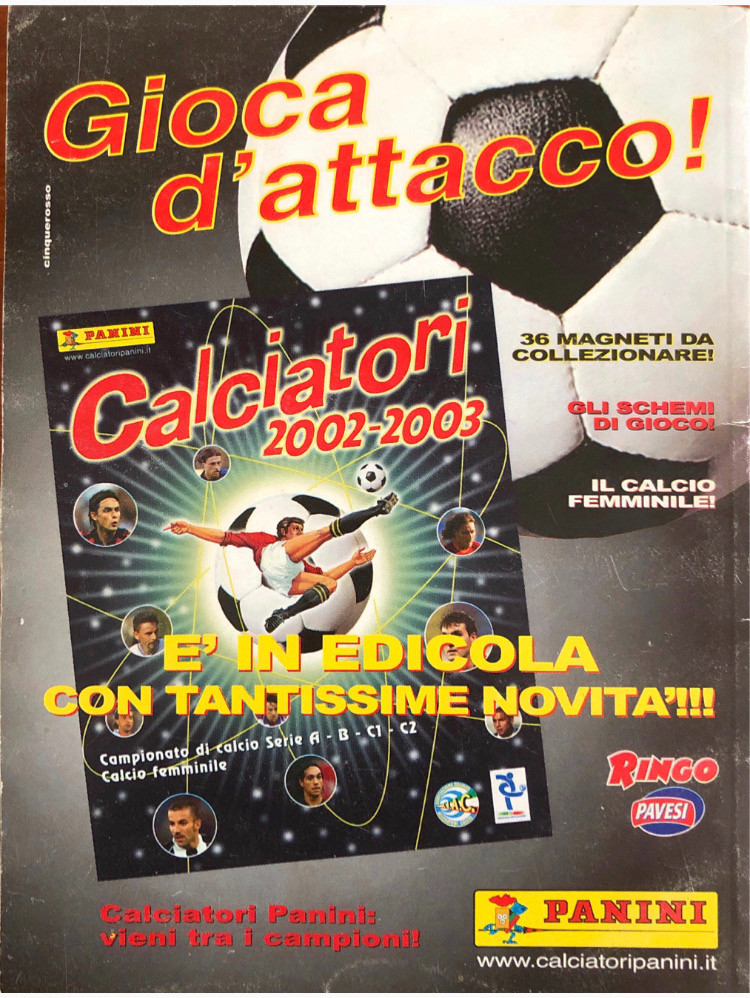 Gioca
d'attacco!
cinquerosso
36 MAGNETI DA
COLLEZIONARE!
GLI SCHEMI
DI GIOCO!
IL CALCIO
FEMMINILE!
PANINI
www.calciatoripanini.it
Calciatori
2002-2003
E' IN EDICOLA
CON TANTISSIME NOVITA'!!!
Campionato di calcio Serie A - B - C1 - C2
Calcio femminile
RINGO
PAVESI
Calciatori Panini:
vieni tra i campioni!
PANINI
www.calciatoripanini.it